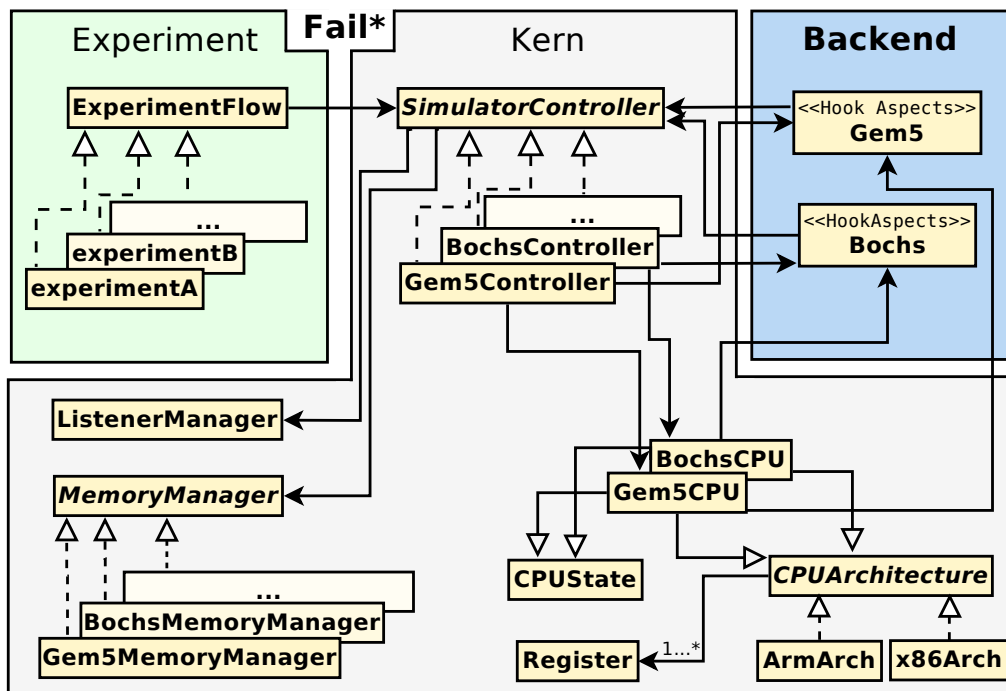 Experiment
Fail*
Kern
Backend
ExperimentFlow
SimulatorController
<<Hook Aspects>>
Gem5
...
experimentB
experimentA
...
BochsController
Gem5Controller
<<HookAspects>>
Bochs
ListenerManager
MemoryManager
BochsCPU
Gem5CPU
CPUState
CPUArchitecture
...
BochsMemoryManager
Gem5MemoryManager
Register
1...*
ArmArch
x86Arch